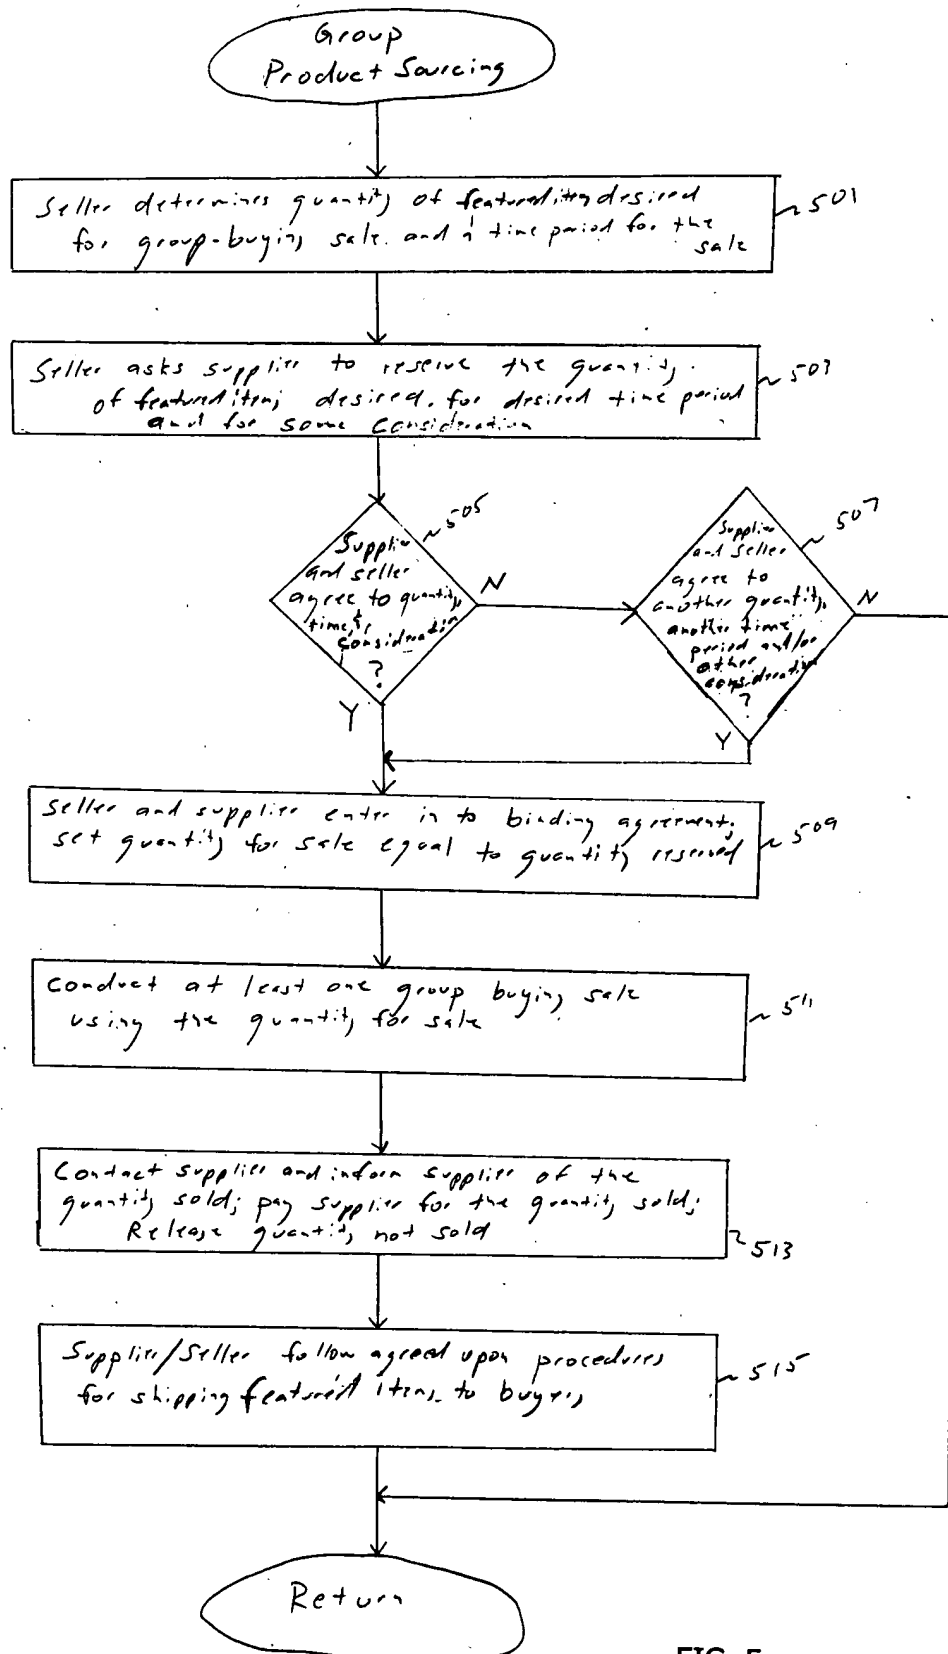 Group
Product Sourcing
Seller determines quantity of featured item desired
for group-buying sale and a time period for the
sale
~ 501
Seller asks supplier to reserve the quantity
of featured items desired for desired time period
and for some consideration
~ 503
Supplier
and seller
agree to quantity,
time, &
consideration
?
~ 505
N
Y
Supplier
and seller
agree to
another quantity,
another time
period and/or
other
consideration
?
~ 507
N
Y
Seller and supplier enter in to binding agreement;
set quantity for sale equal to quantity reserved
~ 509
Conduct at least one group buying sale
using the quantity for sale
~ 511
Contact supplier and inform supplier of the
quantity sold; pay supplier for the quantity sold;
Release quantity not sold
~ 513
Supplier/Seller follow agreed upon procedures
for shipping featured items to buyers
~ 515
Return
FIG. 5